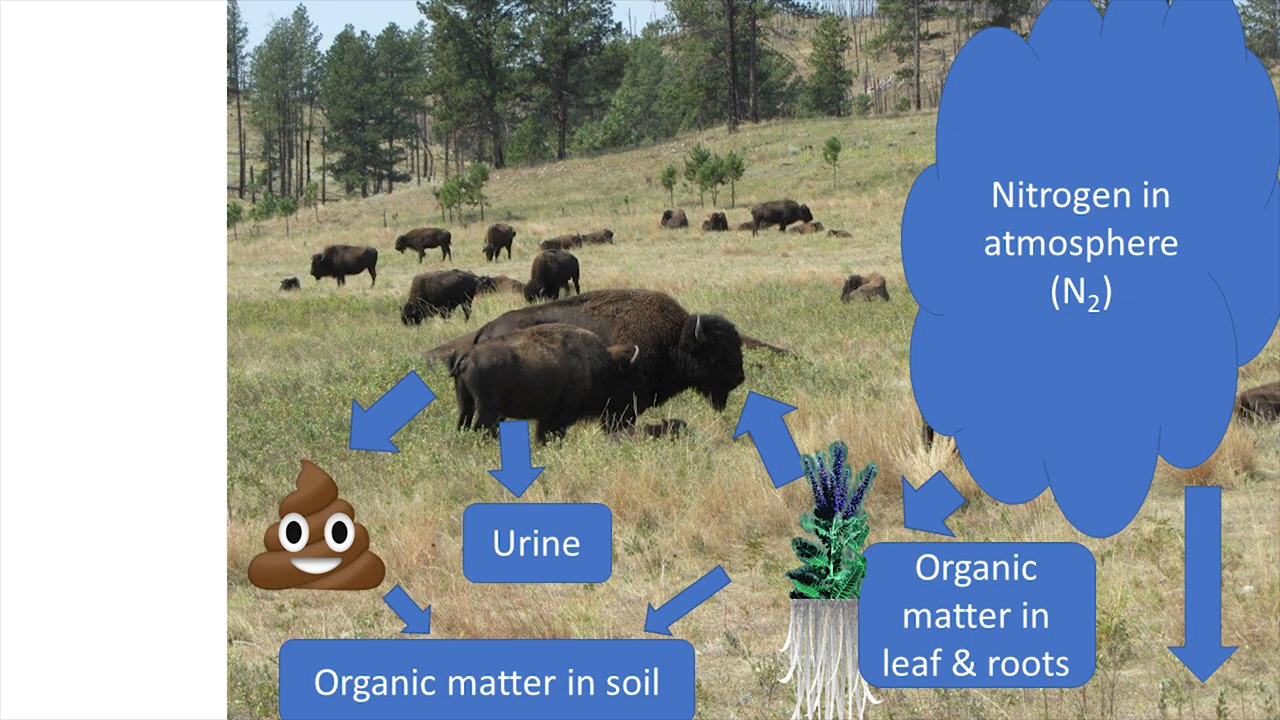 Nitrogen in
atmosphere
(N₂)
Urine
Organic
matter in
leaf & roots
Organic matter in soil